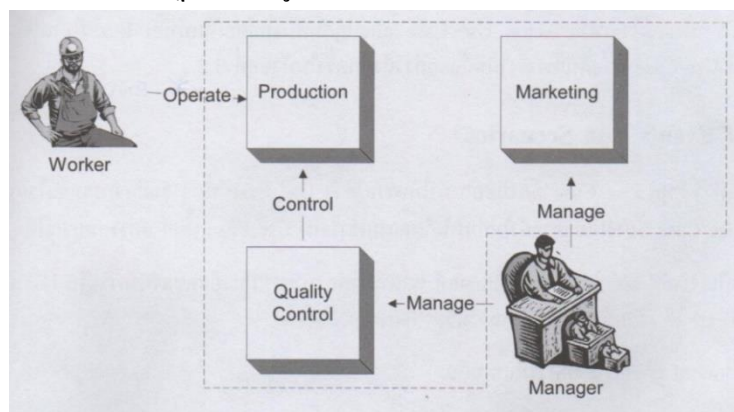 Operate
Production
Marketing
Worker
Control
Manage
Quality
Control
Manage
Manager